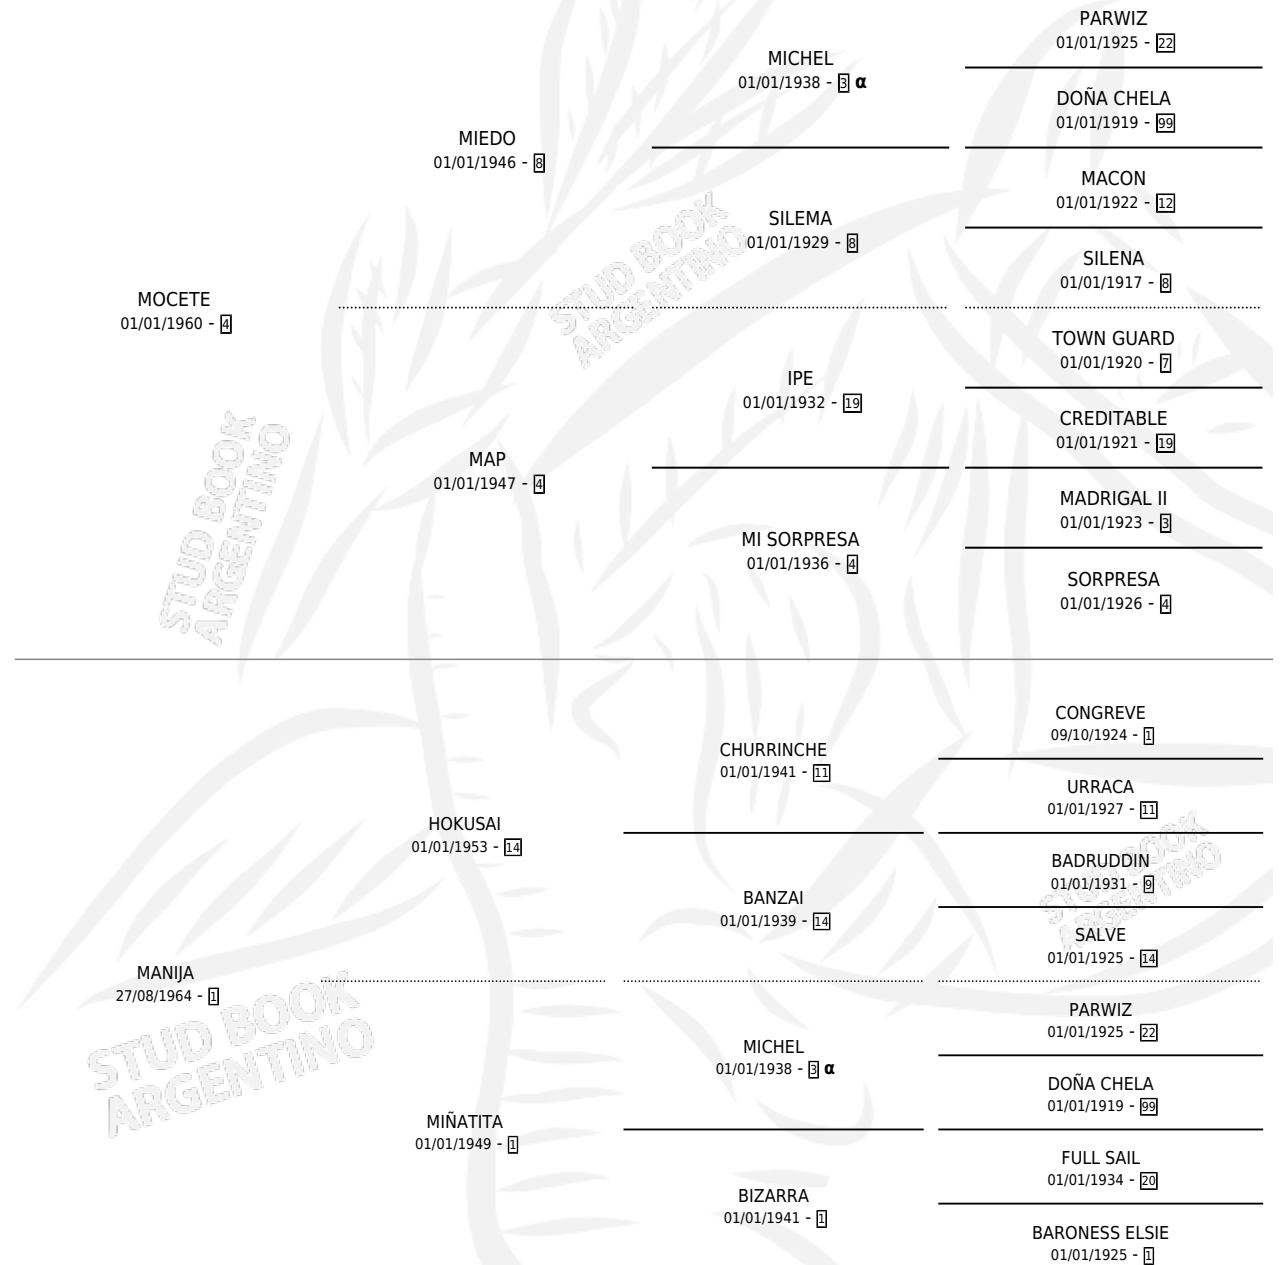 PARWIZ
01/01/1925 - 22
MICHEL
01/01/1938 - 3 α
DOÑA CHELA
01/01/1919 - 99
MIEDO
01/01/1946 - 8
MACON
01/01/1922 - 12
SILEMA
01/01/1929 - 8
SILENA
01/01/1917 - 8
MOCETE
01/01/1960 - 4
TOWN GUARD
01/01/1920 - 7
IPE
01/01/1932 - 19
CREDITABLE
01/01/1921 - 19
MAP
01/01/1947 - 4
MADRIGAL II
01/01/1923 - 3
MI SORPRESA
01/01/1936 - 4
SORPRESA
01/01/1926 - 4
STUD BOOK
ARGENTINO
STUD BOOK
ARGENTINO
CONGREVE
09/10/1924 - 1
CHURRINCHE
01/01/1941 - 11
URRACA
01/01/1927 - 11
HOKUSAI
01/01/1953 - 14
BADRUDDIN
01/01/1931 - 9
BANZAI
01/01/1939 - 14
SALVE
01/01/1925 - 14
MANIJA
27/08/1964 - 1
PARWIZ
01/01/1925 - 22
MICHEL
01/01/1938 - 3 α
DOÑA CHELA
01/01/1919 - 99
MIÑATITA
01/01/1949 - 1
FULL SAIL
01/01/1934 - 20
BIZARRA
01/01/1941 - 1
BARONESS ELSIE
01/01/1925 - 1
STUD BOOK
ARGENTINO
STUD BOOK
ARGENTINO